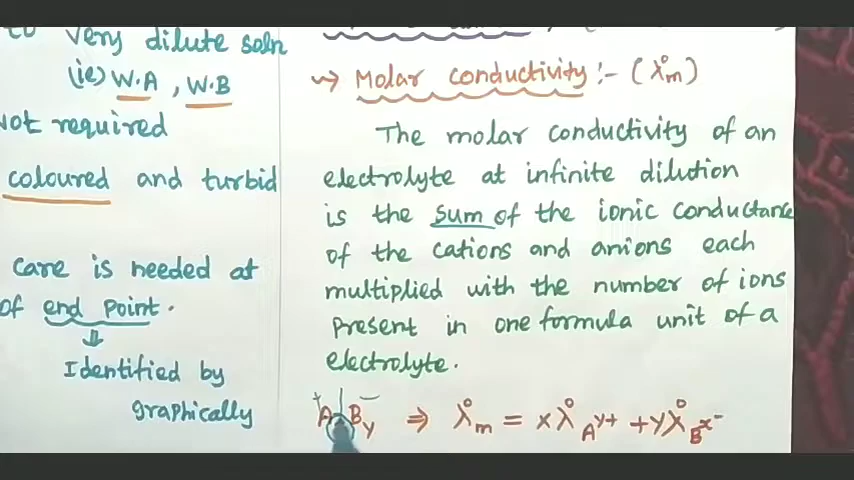 to very dilute soln
(ie) W.A , W.B
Not required
coloured and turbid
care is needed at
of end point.
⇓
Identified by
graphically
⤳ Molar conductivity :- (λ°m)
The molar conductivity of an
electrolyte at infinite dilution
is the sum of the ionic conductance
of the cations and anions each
multiplied with the number of ions
present in one formula unit of a
electrolyte.
+ −
A By ⇒ λ°m = xλ°A^y+ + yλ°B^x−